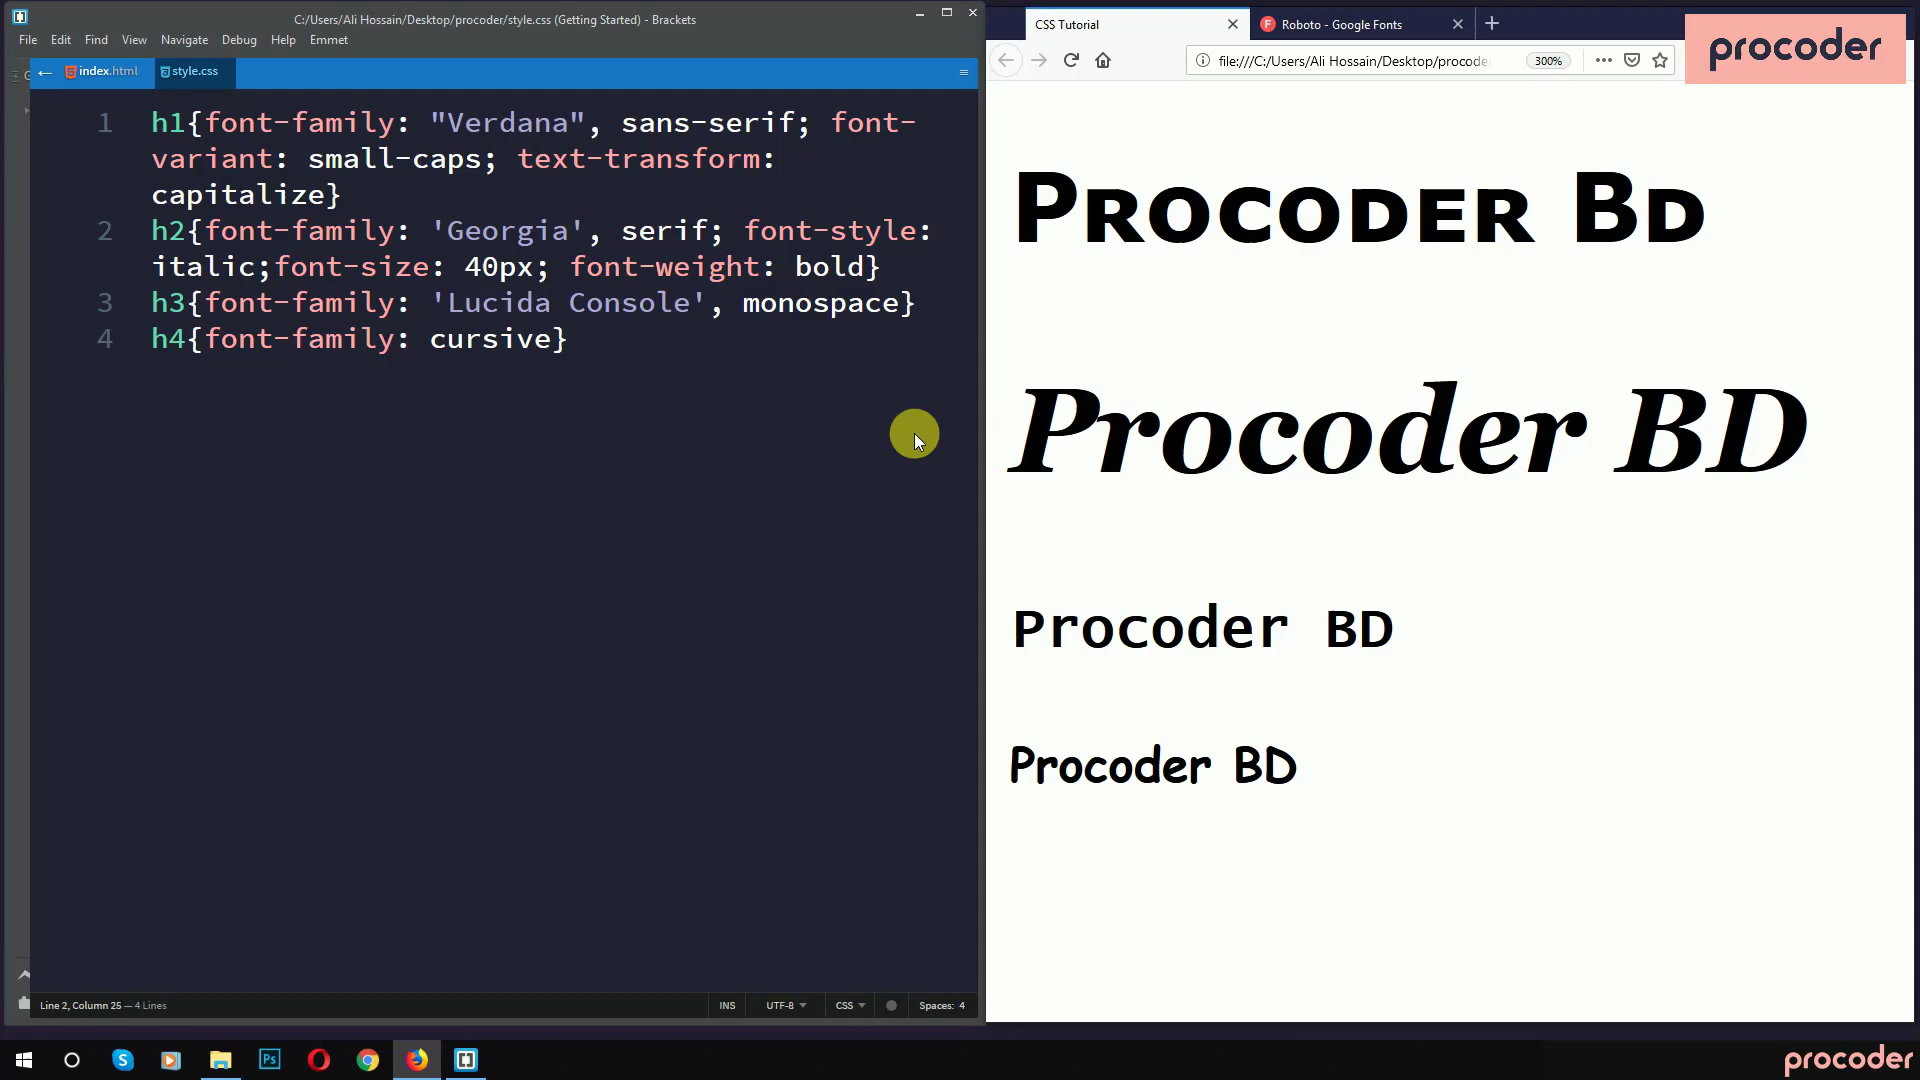 C:/Users/Ali Hossain/Desktop/procoder/style.css (Getting Started) - Brackets
File Edit Find View Navigate Debug Help Emmet
index.html style.css
1 h1{font-family: "Verdana", sans-serif; font-
variant: small-caps; text-transform:
capitalize}
2 h2{font-family: 'Georgia', serif; font-style:
italic;font-size: 40px; font-weight: bold}
3 h3{font-family: 'Lucida Console', monospace}
4 h4{font-family: cursive}
Line 2, Column 25 — 4 Lines
INS UTF-8 CSS Spaces: 4
CSS Tutorial
F Roboto - Google Fonts
file:///C:/Users/Ali Hossain/Desktop/procode
300%
procoder
Procoder Bd
Procoder BD
Procoder BD
Procoder BD
S Ps
procoder